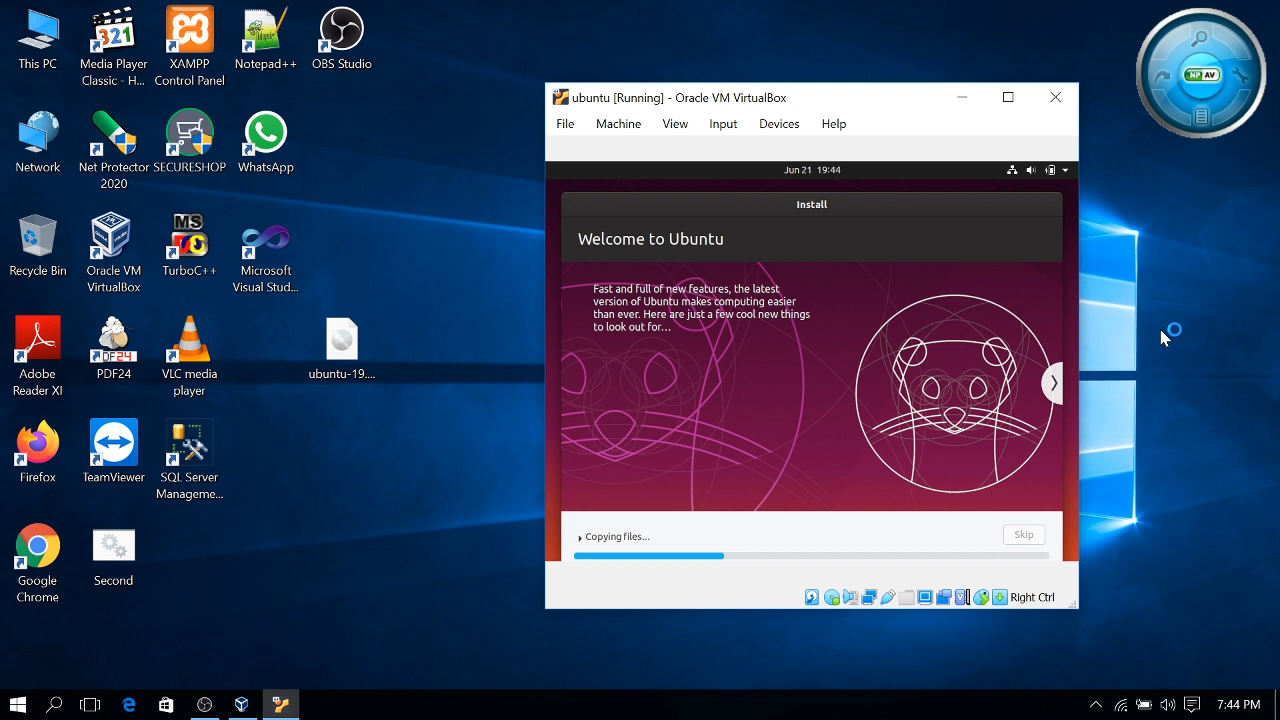 This PC
Media Player
Classic - H...
XAMPP
Control Panel
Notepad++
OBS Studio
Network
Net Protector
2020
SECURESHOP
WhatsApp
Recycle Bin
Oracle VM
VirtualBox
MS
TurboC++
Microsoft
Visual Stud...
Adobe
Reader XI
DF24
PDF24
VLC media
player
ubuntu-19....
Firefox
TeamViewer
SQL Server
Manageme...
Google
Chrome
Second
321
NP AV
ubuntu [Running] - Oracle VM VirtualBox
File
Machine
View
Input
Devices
Help
Jun 21 19:44
Install
Welcome to Ubuntu
Fast and full of new features, the latest
version of Ubuntu makes computing easier
than ever. Here are just a few cool new things
to look out for...
Copying files...
Skip
Right Ctrl
7:44 PM